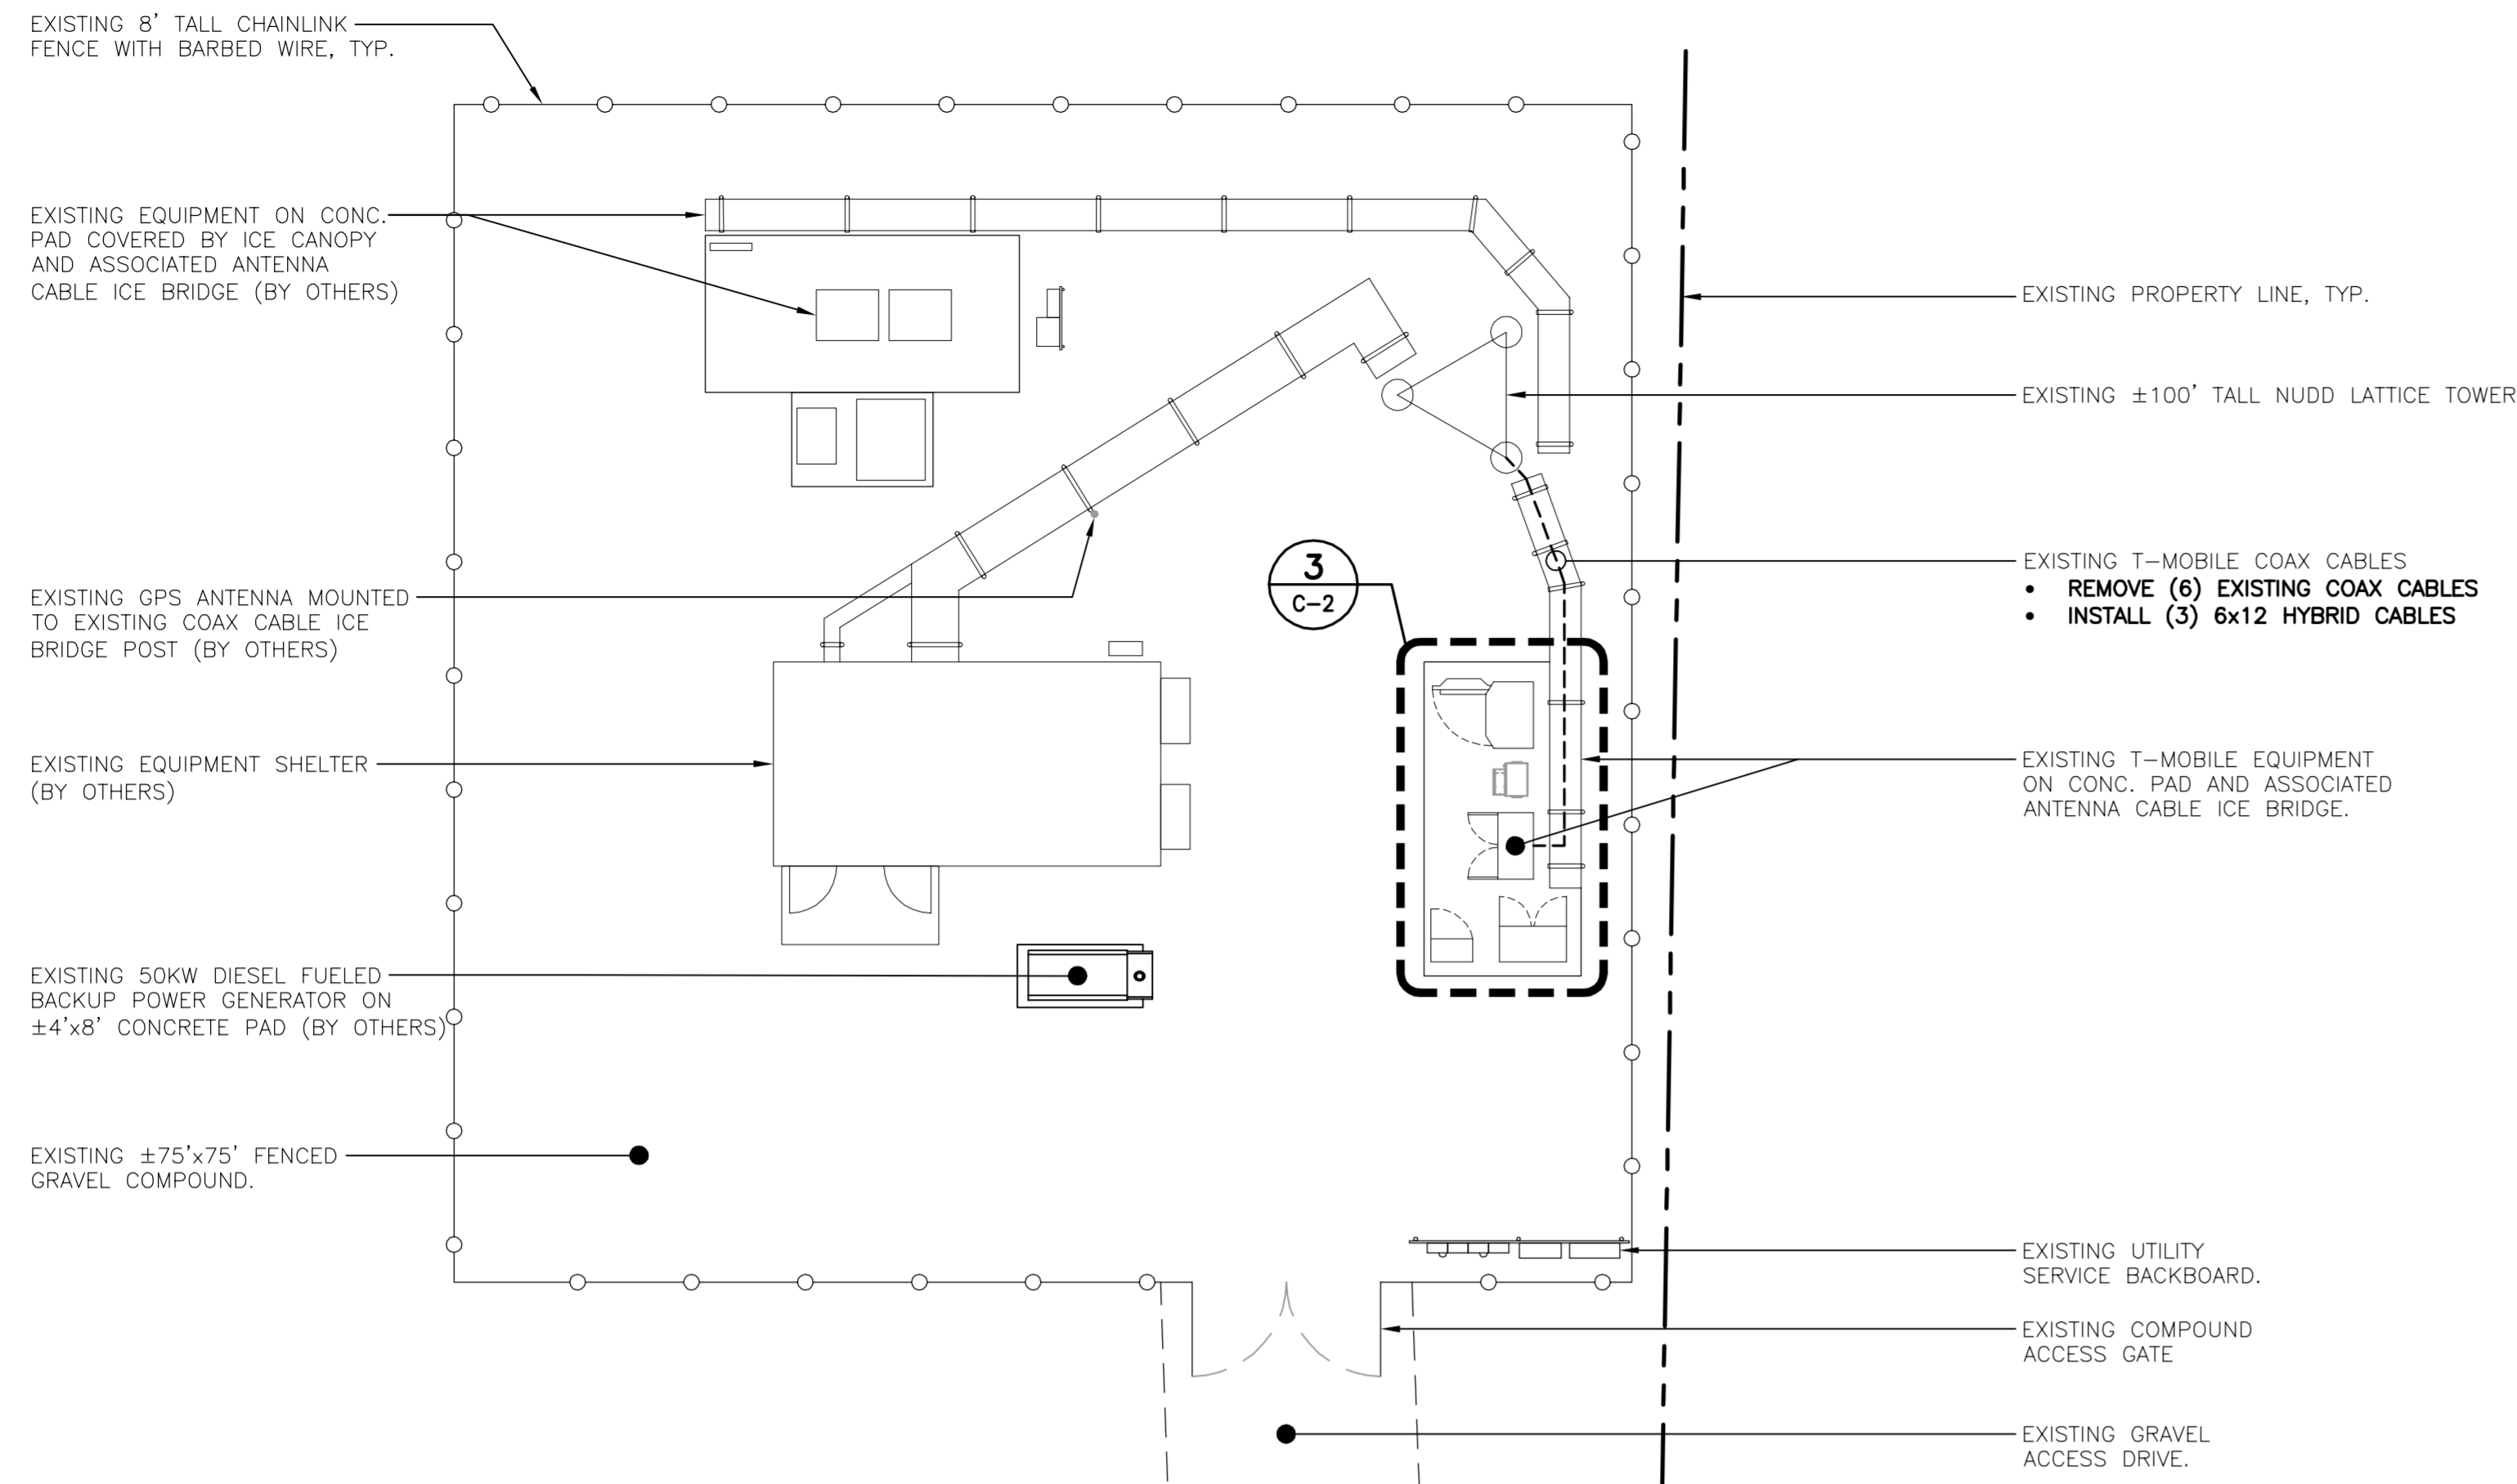 EXISTING 8' TALL CHAINLINK
FENCE WITH BARBED WIRE, TYP.
EXISTING EQUIPMENT ON CONC.
PAD COVERED BY ICE CANOPY
AND ASSOCIATED ANTENNA
CABLE ICE BRIDGE (BY OTHERS)
EXISTING GPS ANTENNA MOUNTED
TO EXISTING COAX CABLE ICE
BRIDGE POST (BY OTHERS)
EXISTING EQUIPMENT SHELTER
(BY OTHERS)
EXISTING 50KW DIESEL FUELED
BACKUP POWER GENERATOR ON
±4'x8' CONCRETE PAD (BY OTHERS)
EXISTING ±75'x75' FENCED
GRAVEL COMPOUND.
3
C-2
EXISTING PROPERTY LINE, TYP.
EXISTING ±100' TALL NUDD LATTICE TOWER
EXISTING T-MOBILE COAX CABLES
• REMOVE (6) EXISTING COAX CABLES
• INSTALL (3) 6x12 HYBRID CABLES
EXISTING T-MOBILE EQUIPMENT
ON CONC. PAD AND ASSOCIATED
ANTENNA CABLE ICE BRIDGE.
EXISTING UTILITY
SERVICE BACKBOARD.
EXISTING COMPOUND
ACCESS GATE
EXISTING GRAVEL
ACCESS DRIVE.